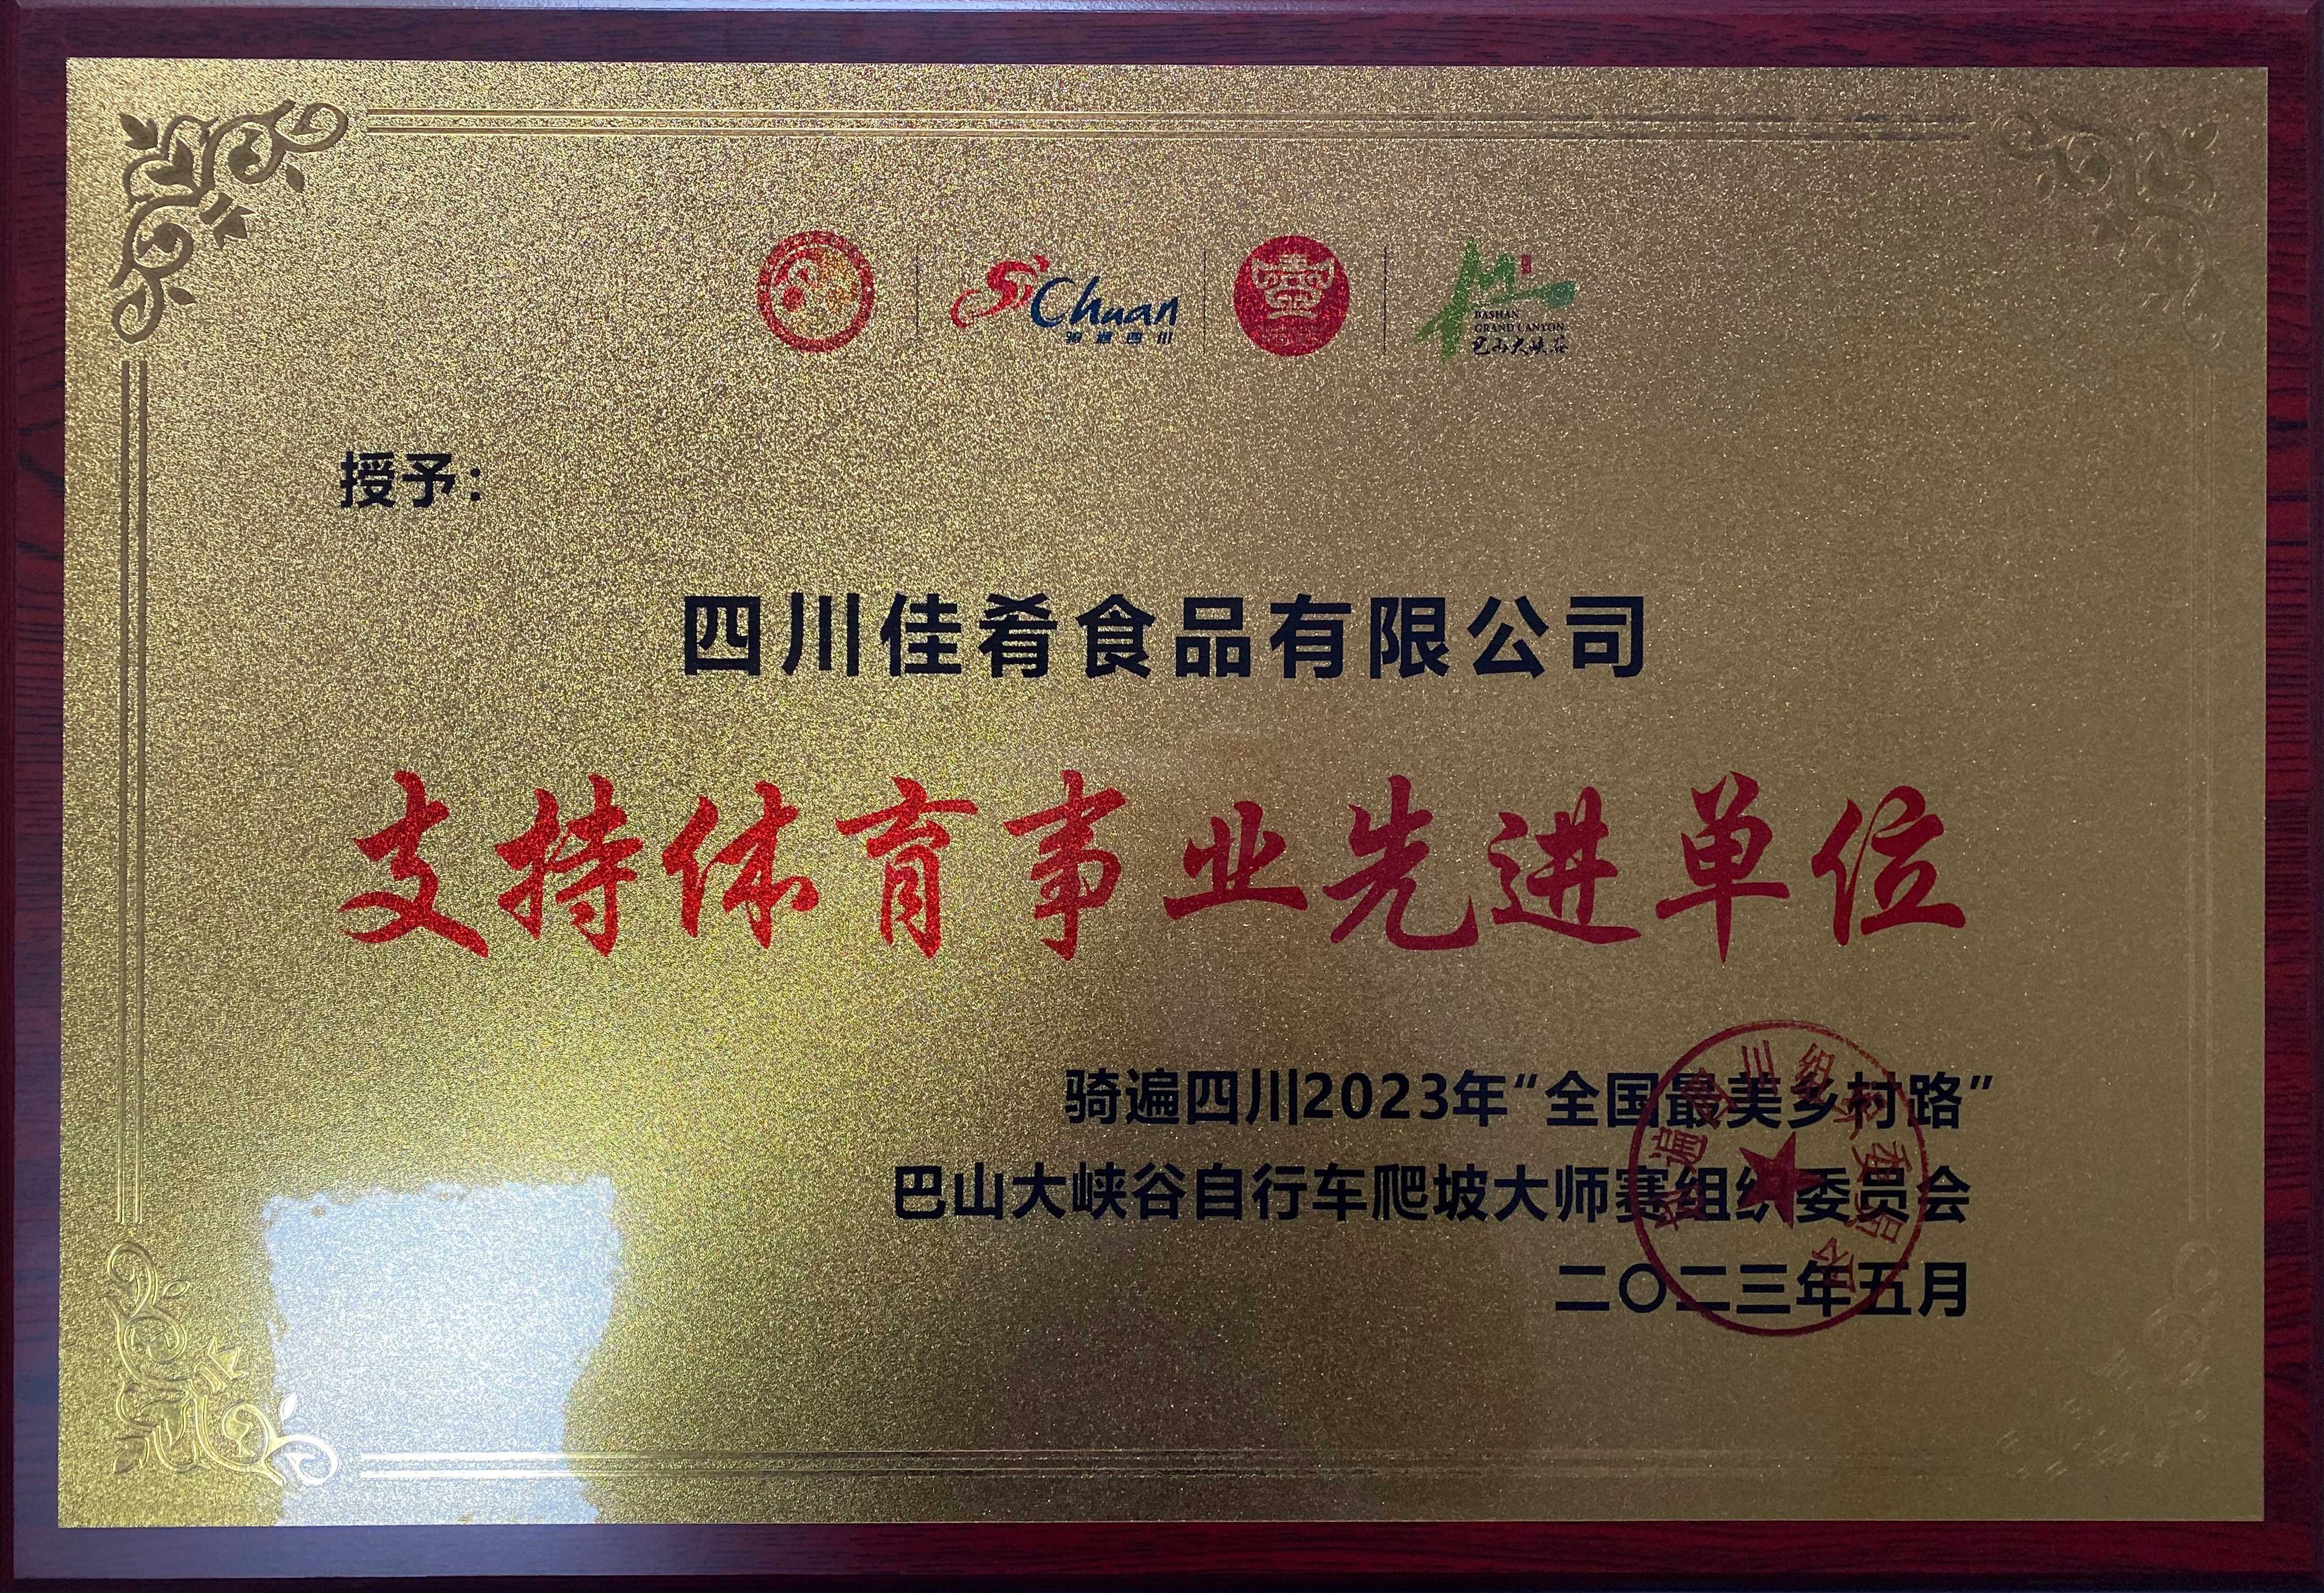 SiChuan
骑遍四川
BASHAN
GRAND CANYON
巴山大峡谷
授予：
四川佳肴食品有限公司
支持体育事业先进单位
骑遍四川2023年“全国最美乡村路”
巴山大峡谷自行车爬坡大师赛组织委员会
二〇二三年五月